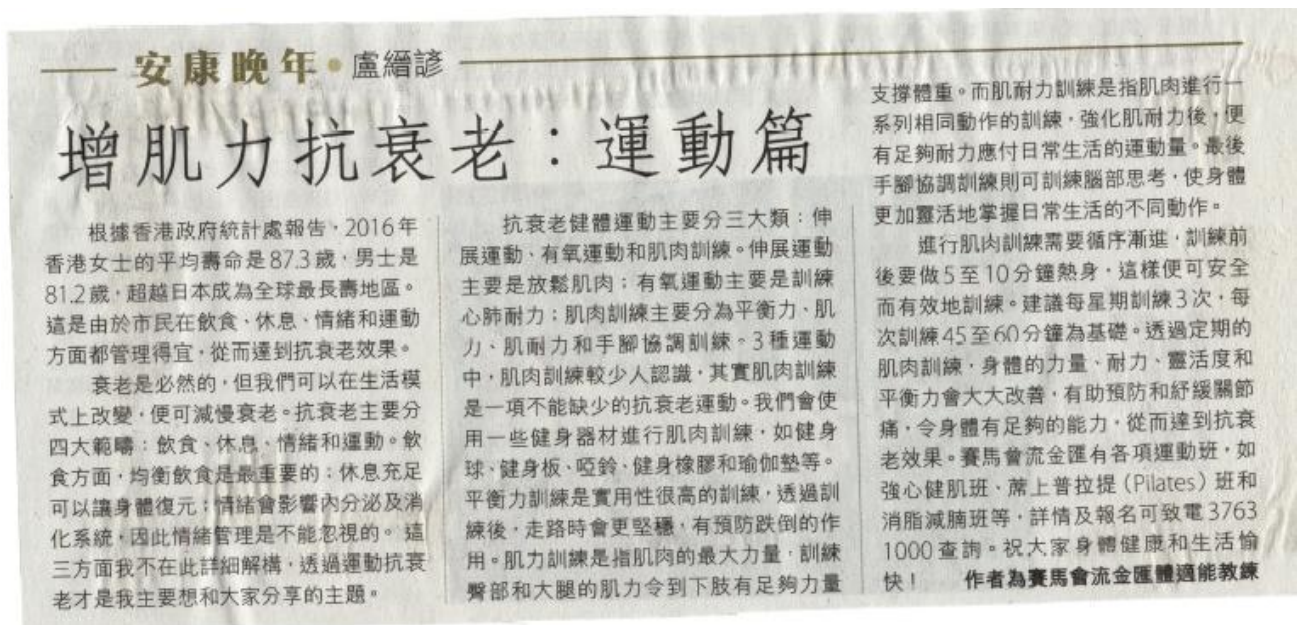 安康晚年•盧縉諺
增肌力抗衰老：運動篇
根據香港政府統計處報告，2016年
香港女士的平均壽命是87.3歲，男士是
81.2歲，超越日本成為全球最長壽地區。
這是由於市民在飲食、休息、情緒和運動
方面都管理得宜，從而達到抗衰老效果。
衰老是必然的，但我們可以在生活模
式上改變，便可減慢衰老。抗衰老主要分
四大範疇：飲食、休息、情緒和運動。飲
食方面，均衡飲食是最重要的；休息充足
可以讓身體復元；情緒會影響內分泌及消
化系統，因此情緒管理是不能忽視的。這
三方面我不在此詳細解構，透過運動抗衰
老才是我主要想和大家分享的主題。
抗衰老健體運動主要分三大類：伸
展運動、有氧運動和肌肉訓練。伸展運動
主要是放鬆肌肉；有氧運動主要是訓練
心肺耐力；肌肉訓練主要分為平衡力、肌
力、肌耐力和手腳協調訓練。3種運動
中，肌肉訓練較少人認識，其實肌肉訓練
是一項不能缺少的抗衰老運動。我們會使
用一些健身器材進行肌肉訓練，如健身
球、健身板、啞鈴、健身橡膠和瑜伽墊等。
平衡力訓練是實用性很高的訓練，透過訓
練後，走路時會更堅穩，有預防跌倒的作
用。肌力訓練是指肌肉的最大力量，訓練
臀部和大腿的肌力令到下肢有足夠力量
支撐體重。而肌耐力訓練是指肌肉進行一
系列相同動作的訓練，強化肌耐力後，便
有足夠耐力應付日常生活的運動量。最後
手腳協調訓練則可訓練腦部思考，使身體
更加靈活地掌握日常生活的不同動作。
進行肌肉訓練需要循序漸進，訓練前
後要做5至10分鐘熱身，這樣便可安全
而有效地訓練。建議每星期訓練3次，每
次訓練45至60分鐘為基礎。透過定期的
肌肉訓練，身體的力量、耐力、靈活度和
平衡力會大大改善，有助預防和紓緩關節
痛，令身體有足夠的能力，從而達到抗衰
老效果。賽馬會流金匯有各項運動班，如
強心健肌班、蓆上普拉提（Pilates）班和
消脂減腩班等，詳情及報名可致電3763
1000查詢。祝大家身體健康和生活愉
快！ 作者為賽馬會流金匯體適能教練